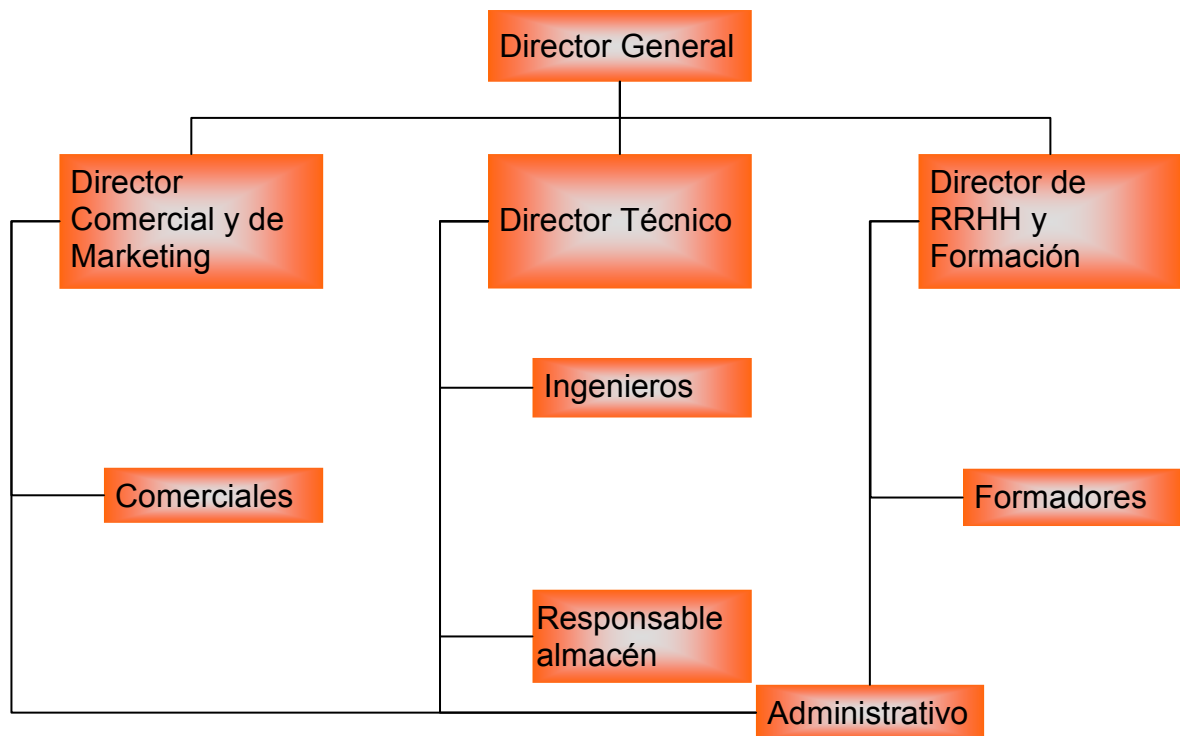 Director General
Director
Comercial y de
Marketing
Director Técnico
Director de
RRHH y
Formación
Ingenieros
Comerciales
Formadores
Responsable
almacén
Administrativo